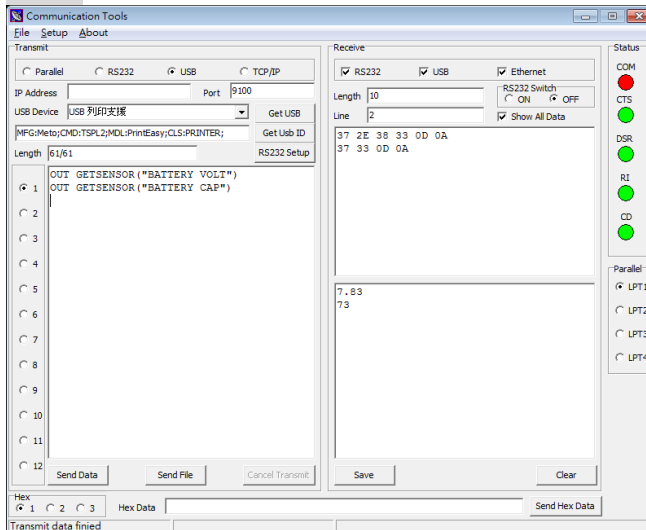 Communication Tools
File Setup About
Transmit
Parallel RS232 USB TCP/IP
IP Address Port 9100
USB Device USB 列印支援 Get USB
MFG:Meto;CMD:TSPL2;MDL:PrintEasy;CLS:PRINTER; Get Usb ID
Length 61/61 RS232 Setup
1
2
3
4
5
6
7
8
9
10
11
12
OUT GETSENSOR("BATTERY VOLT")
OUT GETSENSOR("BATTERY CAP")
Send Data Send File Cancel Transmit
Receive
RS232 USB Ethernet
Length 10 RS232 Switch ON OFF
Line 2 Show All Data
37 2E 38 33 0D 0A
37 33 0D 0A
7.83
73
Save Clear
Status
COM
CTS
DSR
RI
CD
Parallel
LPT1
LPT2
LPT3
LPT4
Hex
1 2 3 Hex Data Send Hex Data
Transmit data finied